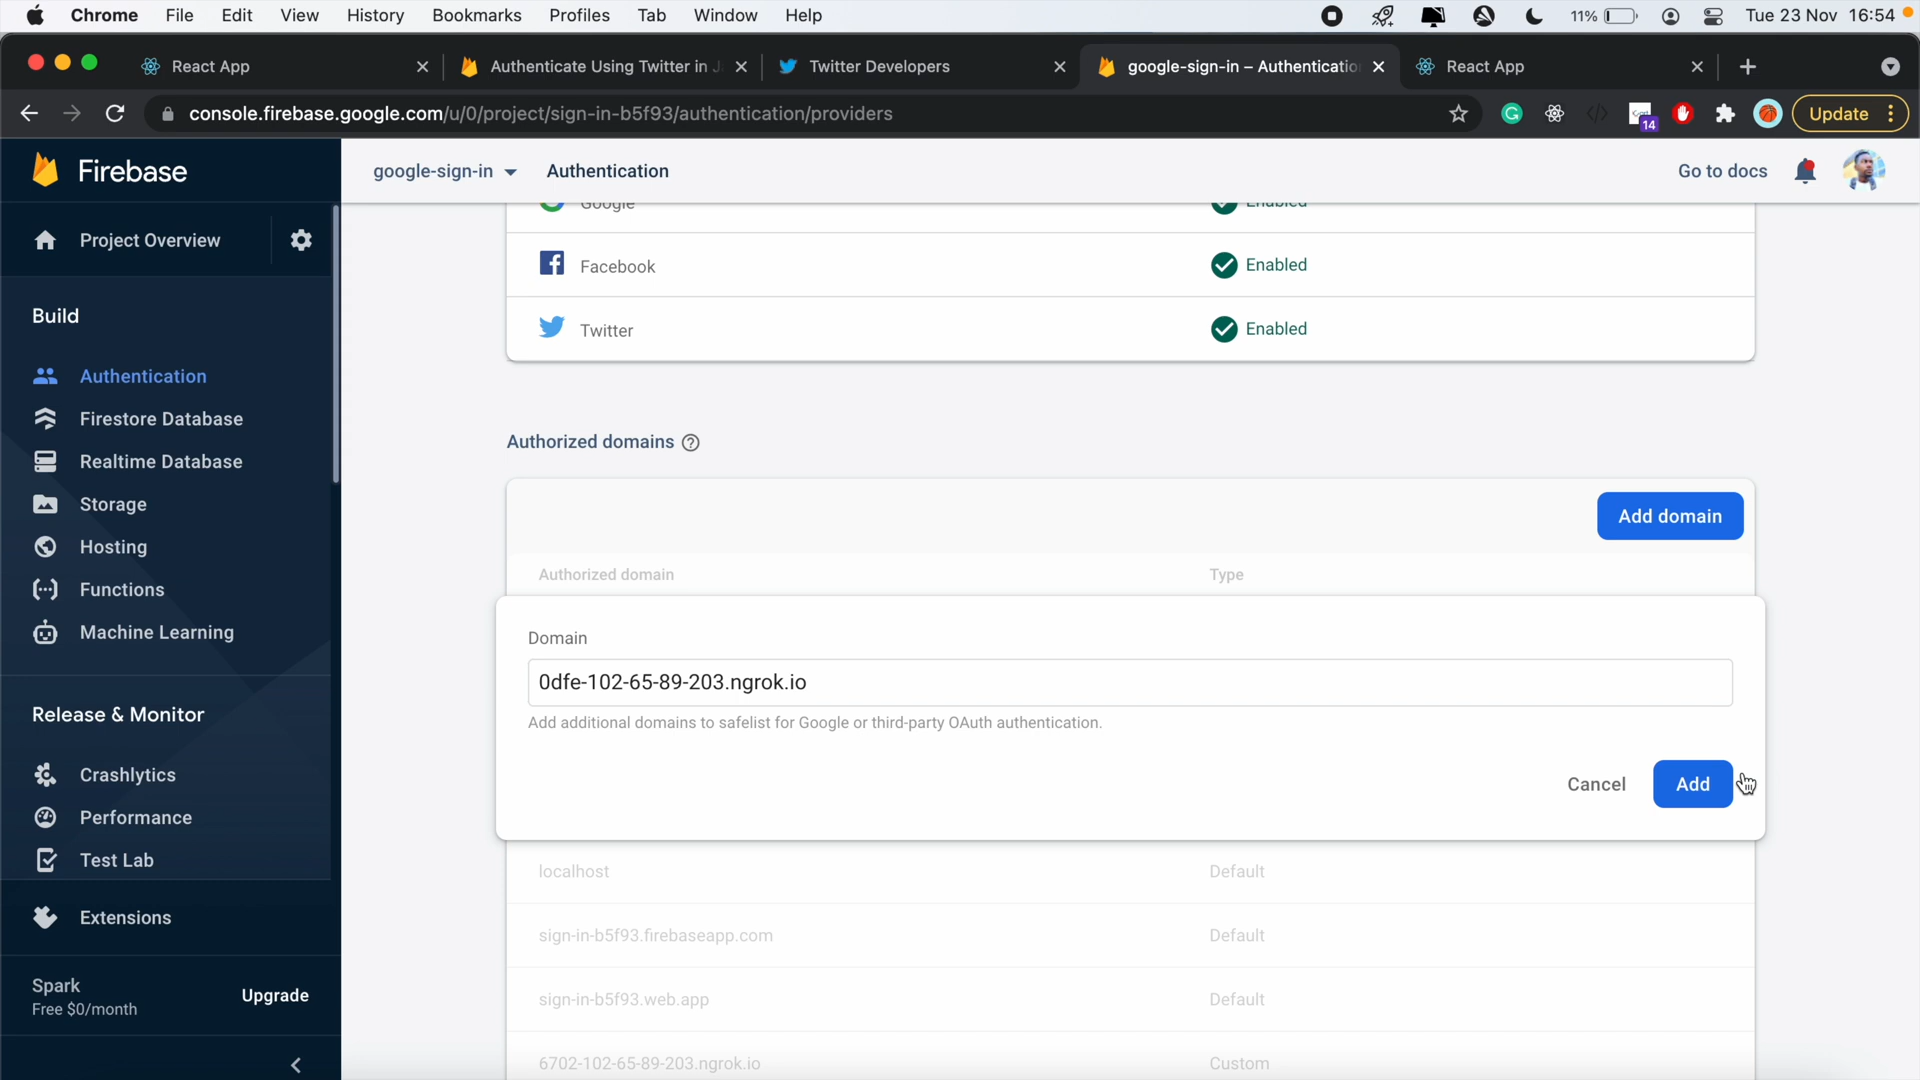 Chrome File Edit View History Bookmarks Profiles Tab Window Help 11% Tue 23 Nov 16:54
React App Authenticate Using Twitter in Twitter Developers google-sign-in – Authenticatio React App
console.firebase.google.com/u/0/project/sign-in-b5f93/authentication/providers 14 Update
Firebase
google-sign-in Authentication Go to docs
Project Overview
Build
Authentication
Firestore Database
Realtime Database
Storage
Hosting
Functions
Machine Learning
Release & Monitor
Crashlytics
Performance
Test Lab
Extensions
Spark
Free $0/month
Upgrade
Google Enabled
Facebook Enabled
Twitter Enabled
Authorized domains
Add domain
Authorized domain Type
Domain
0dfe-102-65-89-203.ngrok.io
Add additional domains to safelist for Google or third-party OAuth authentication.
Cancel Add
localhost Default
sign-in-b5f93.firebaseapp.com Default
sign-in-b5f93.web.app Default
6702-102-65-89-203.ngrok.io Custom